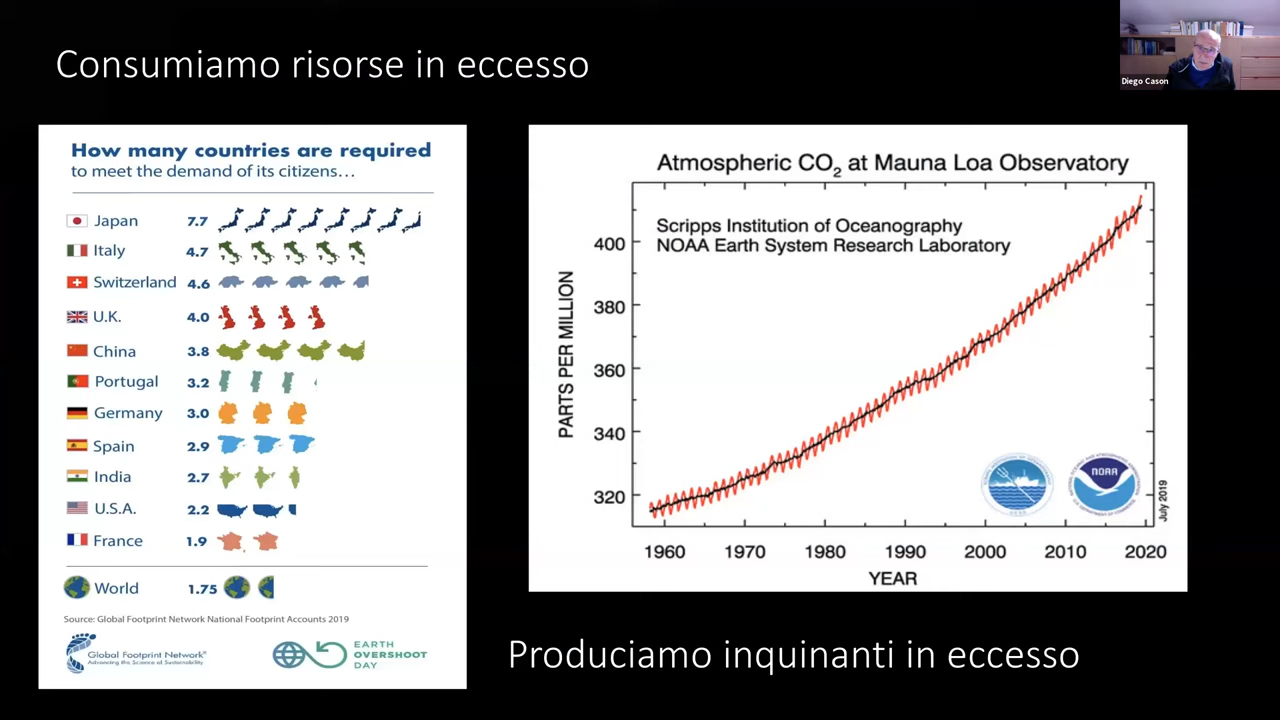 Consumiamo risorse in eccesso
Diego Cason
How many countries are required
to meet the demand of its citizens…
Japan 7.7
Italy 4.7
Switzerland 4.6
U.K. 4.0
China 3.8
Portugal 3.2
Germany 3.0
Spain 2.9
India 2.7
U.S.A. 2.2
France 1.9
World 1.75
Source: Global Footprint Network National Footprint Accounts 2019
Global Footprint Network®
Advancing the Science of Sustainability
EARTH
OVERSHOOT
DAY
Atmospheric CO₂ at Mauna Loa Observatory
Scripps Institution of Oceanography
NOAA Earth System Research Laboratory
PARTS PER MILLION
400
380
360
340
320
1960 1970 1980 1990 2000 2010 2020
YEAR
NOAA
July 2019
Produciamo inquinanti in eccesso